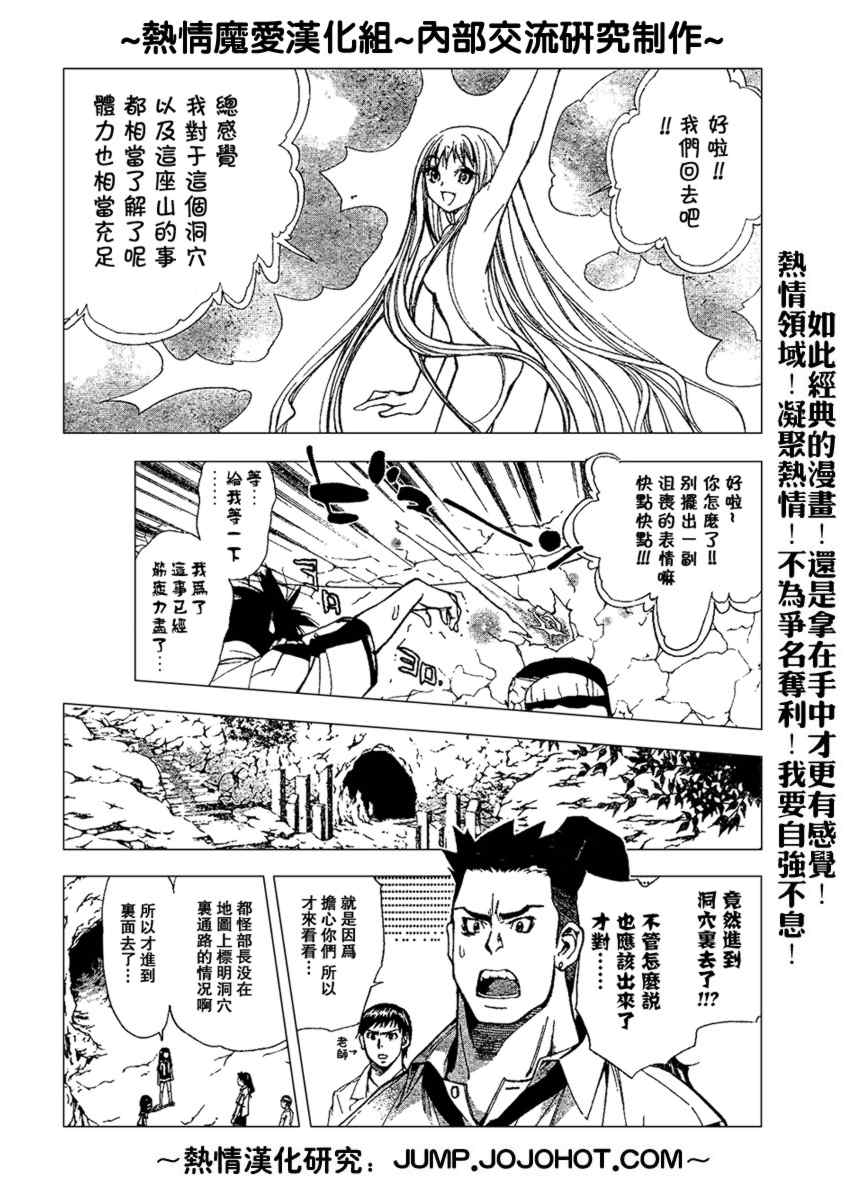 ~熱情魔愛漢化組~內部交流研究制作~
好啦!!
我們回去吧
!!
總感覺
我對于這個洞穴
以及這座山的事
都相當了解了呢
體力也相當充足
好啦~
你怎麼了!!
別擺出一副
沮喪的表情嘛
快點快點!!!
等…
給我等一下
我爲了
這事已經
筋疲力盡了…
ヨロ
ヨロ…
竟然進到
洞穴裏去了!!?
不管怎麼說
也應該出來了
才對……
就是因爲
擔心你們 所以
才來看看…
老師→
都怪部長没在
地圖上標明洞穴
裏通路的情况啊
所以才進到
裏面去了…
如此經典的漫畫！還是拿在手中才更有感覺！
熱情領域！凝聚熱情！不為爭名奪利！我要自強不息！
～熱情漢化研究：JUMP.JOJOHOT.COM～